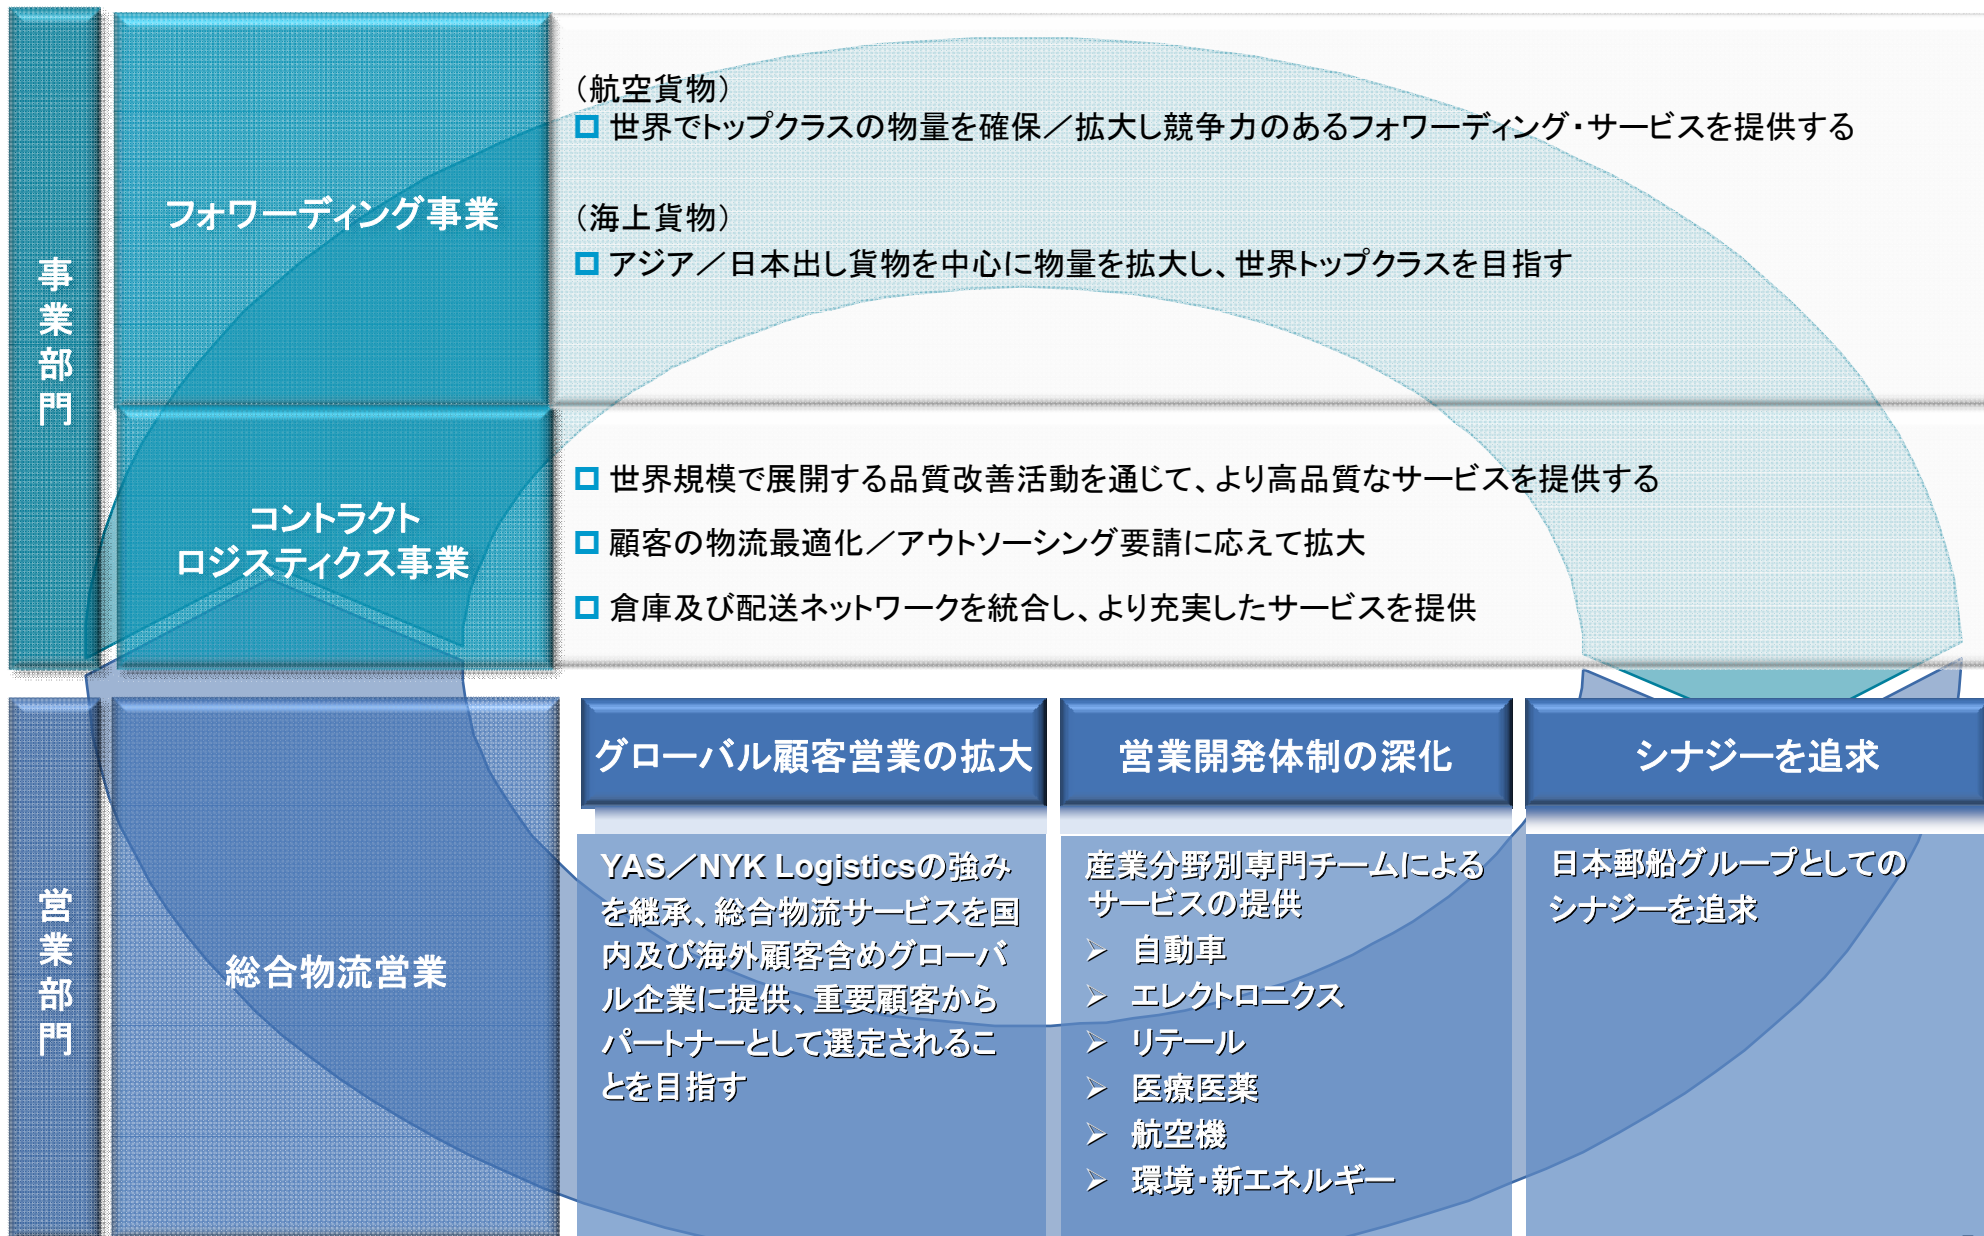 事業部門
フォワーディング事業
（航空貨物）
世界でトップクラスの物量を確保／拡大し競争力のあるフォワーディング・サービスを提供する
（海上貨物）
アジア／日本出し貨物を中心に物量を拡大し、世界トップクラスを目指す
コントラクト
ロジスティクス事業
世界規模で展開する品質改善活動を通じて、より高品質なサービスを提供する
顧客の物流最適化／アウトソーシング要請に応えて拡大
倉庫及び配送ネットワークを統合し、より充実したサービスを提供
営業部門
総合物流営業
グローバル顧客営業の拡大
YAS／NYK Logisticsの強み
を継承、総合物流サービスを国
内及び海外顧客含めグローバ
ル企業に提供、重要顧客から
パートナーとして選定されるこ
とを目指す
営業開発体制の深化
産業分野別専門チームによる
サービスの提供
自動車
エレクトロニクス
リテール
医療医薬
航空機
環境・新エネルギー
シナジーを追求
日本郵船グループとしての
シナジーを追求